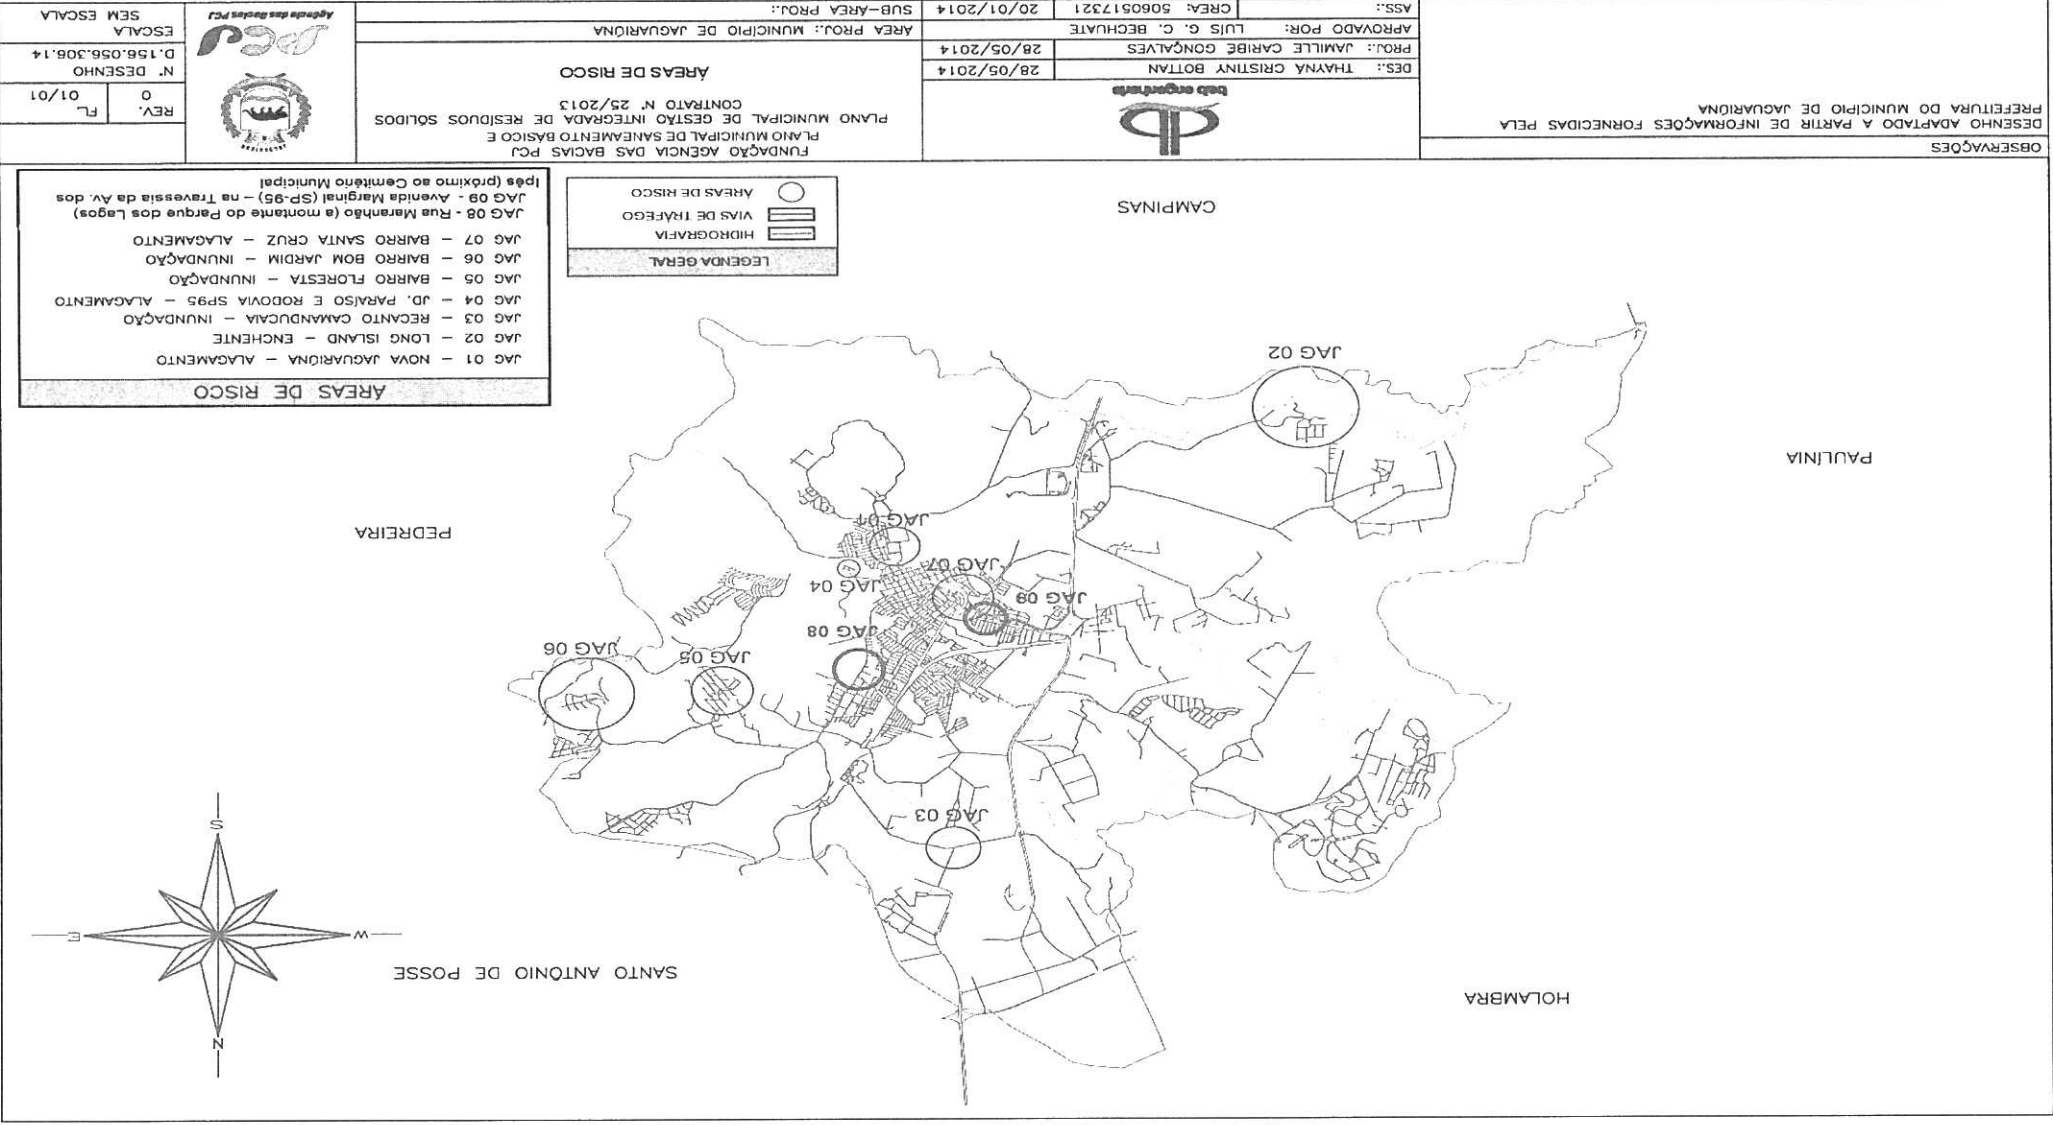 HOLAMBRA
SANTO ANTÔNIO DE POSSE
N
W
E
S
JAG 03
JAG 06
JAG 05
JAG 08
JAG 09
JAG 04
JAG 07
JAG 01
PEDREIRA
PAULÍNIA
JAG 02
CAMPINAS
ÁREAS DE RISCO
JAG 01 – NOVA JAGUARIÚNA – ALAGAMENTO
JAG 02 – LONG ISLAND – ENCHENTE
JAG 03 – RECANTO CAMANDUCAIA – INUNDAÇÃO
JAG 04 – JD. PARAÍSO E RODOVIA SP95 – ALAGAMENTO
JAG 05 – BAIRRO FLORESTA – INUNDAÇÃO
JAG 06 – BAIRRO BOM JARDIM – INUNDAÇÃO
JAG 07 – BAIRRO SANTA CRUZ – ALAGAMENTO
JAG 08 - Rua Maranhão (a montante do Parque dos Lagos)
JAG 09 - Avenida Marginal (SP-95) – na Travessia da Av. dos
Ipês (próximo ao Cemitério Municipal
LEGENDA GERAL
HIDROGRAFIA
VIAS DE TRÁFEGO
ÁREAS DE RISCO
OBSERVAÇÕES
DESENHO ADAPTADO A PARTIR DE INFORMAÇÕES FORNECIDAS PELA
PREFEITURA DO MUNICÍPIO DE JAGUARIÚNA
b&b engenharia
DES.: THAYNÁ CRISTINY BOTTAN 28/05/2014
PROJ.: JAMILLE CARIBÉ GONÇALVES 28/05/2014
APROVADO POR: LUÍS G. C. BECHUATE
ASS.: CREA: 5060517321 20/01/2014
FUNDAÇÃO AGÊNCIA DAS BACIAS PCJ
PLANO MUNICIPAL DE SANEAMENTO BÁSICO E
PLANO MUNICIPAL DE GESTÃO INTEGRADA DE RESÍDUOS SÓLIDOS
CONTRATO N° 25/2013
ÁREAS DE RISCO
ÁREA PROJ.: MUNICÍPIO DE JAGUARIÚNA
SUB-ÁREA PROJ.:
PCJ
Agência das Bacias PCJ
REV. FL
0 01/01
N° DESENHO
D.156.056.306.14
ESCALA
SEM ESCALA